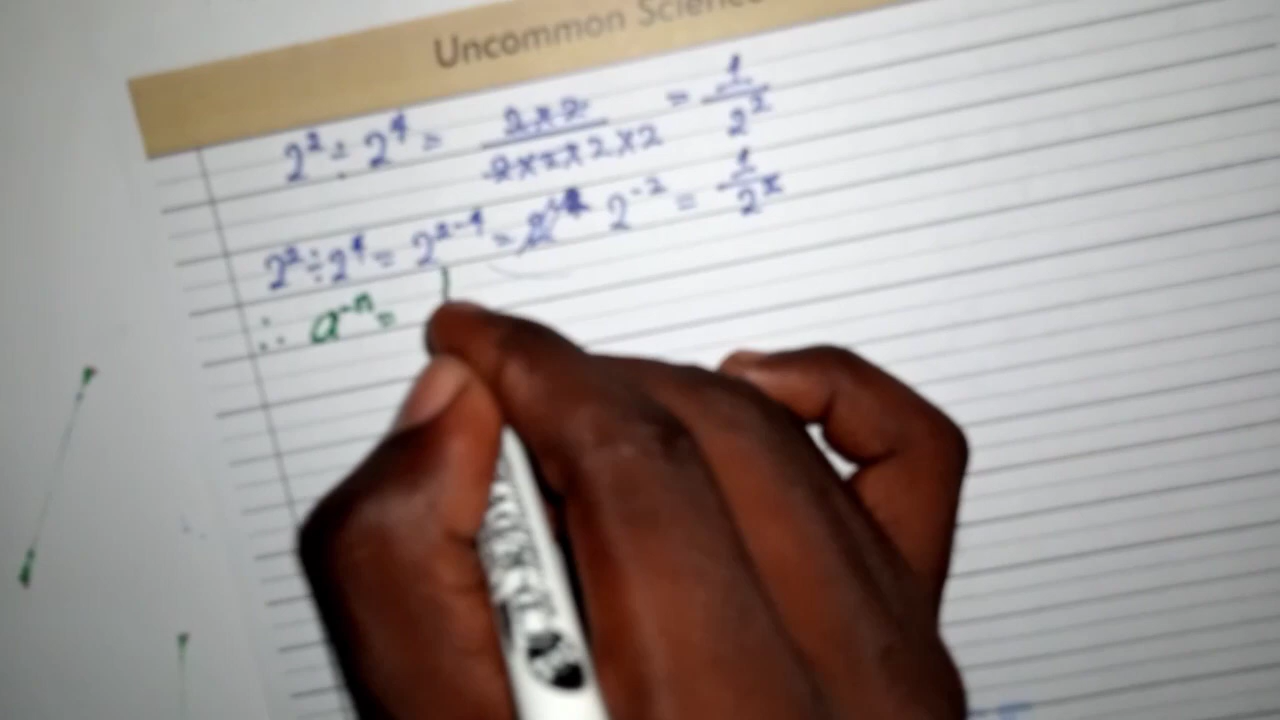 Uncommon Science
2² ÷ 2⁴ = 2×2/2×2×2×2 = 1/2²
2² ÷ 2⁴ = 2²⁻⁴ = 2⁻² = 1/2²
∴ a⁻ⁿ = 1